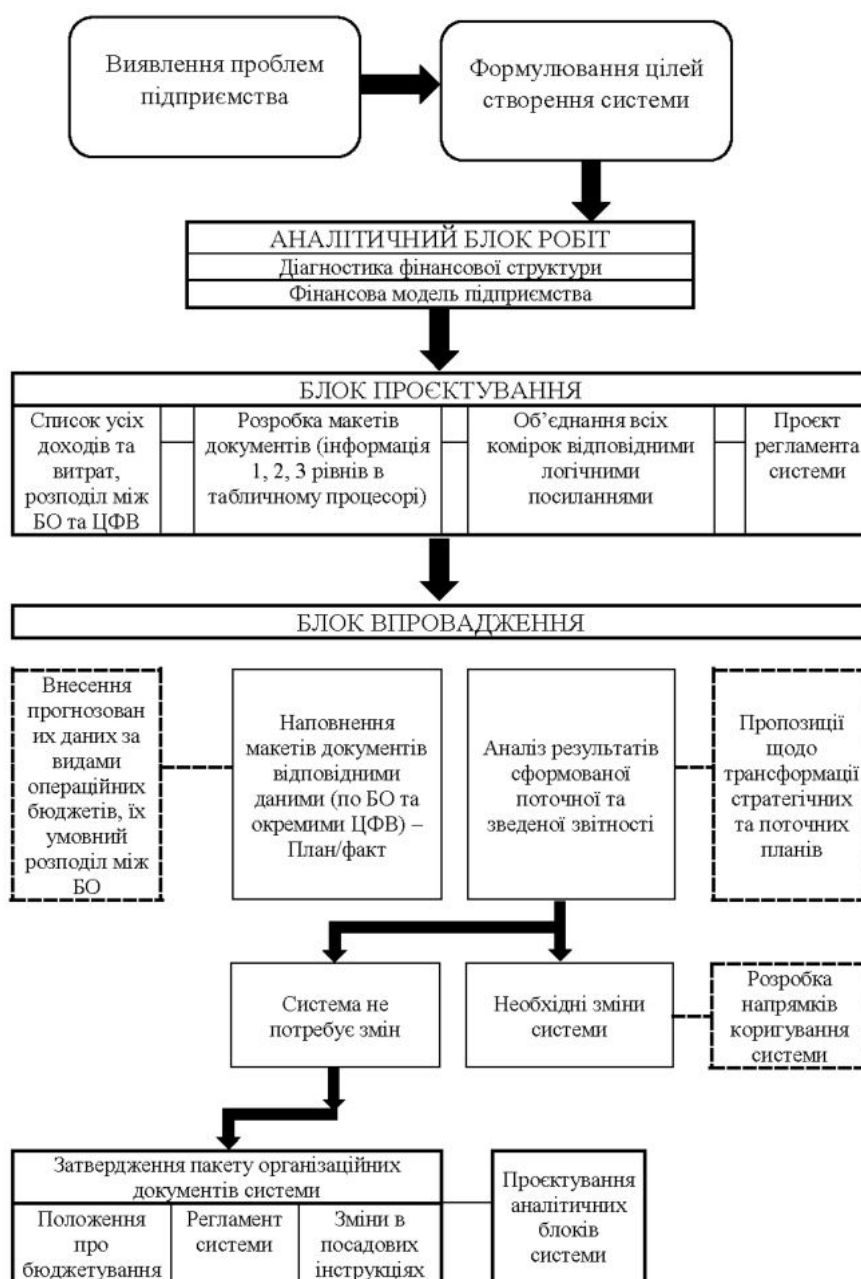 Виявлення проблем
підприємства
Формулювання цілей
створення системи
АНАЛІТИЧНИЙ БЛОК РОБІТ
Діагностика фінансової структури
Фінансова модель підприємства
БЛОК ПРОЄКТУВАННЯ
Список усіх
доходів та
витрат,
розподіл між
БО та ЦФВ
Розробка макетів
документів (інформація
1, 2, 3 рівнів в
табличному процесорі)
Об’єднання всіх
комірок відповідними
логічними
посиланнями
Проєкт
регламента
системи
БЛОК ВПРОВАДЖЕННЯ
Внесення
прогнозован
их даних за
видами
операційних
бюджетів, їх
умовний
розподіл між
БО
Наповнення
макетів документів
відповідними
даними (по БО та
окремими ЦФВ) –
План/факт
Аналіз результатів
сформованої
поточної та
зведеної звітності
Пропозиції
щодо
трансформації
стратегічних
та поточних
планів
Система не
потребує змін
Необхідні зміни
системи
Розробка
напрямків
коригування
системи
Затвердження пакету організаційних
документів системи
Положення
про
бюджетування
Регламент
системи
Зміни в
посадових
інструкціях
Проєктування
аналітичних
блоків
системи